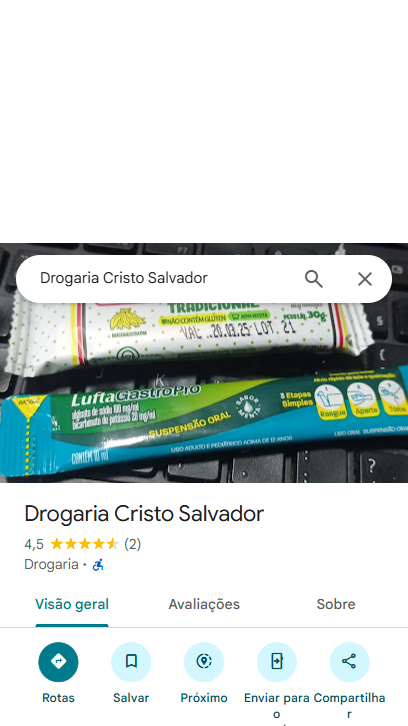 Drogaria Cristo Salvador
TRADICIONAL
NÃO CONTÉM GLÚTEN
PESO LÍQ. 30g
VAL ..20.03.25-LOT. 21
LuftaGastroPro
alginato de sódio 100 mg/ml
bicarbonato de potássio 20 mg/ml
SUSPENSÃO ORAL
SABOR MENTA
3 Etapas
Simples
Rasgue
Aperte
Tome
CONTÉM 10 ml
USO ADULTO E PEDIÁTRICO ACIMA DE 12 ANOS
USO ORAL SUSPENSÃO ORAL
Drogaria Cristo Salvador
4,5 (2)
Drogaria ·
Visão geral
Avaliações
Sobre
Rotas
Salvar
Próximo
Enviar para o
Compartilhar